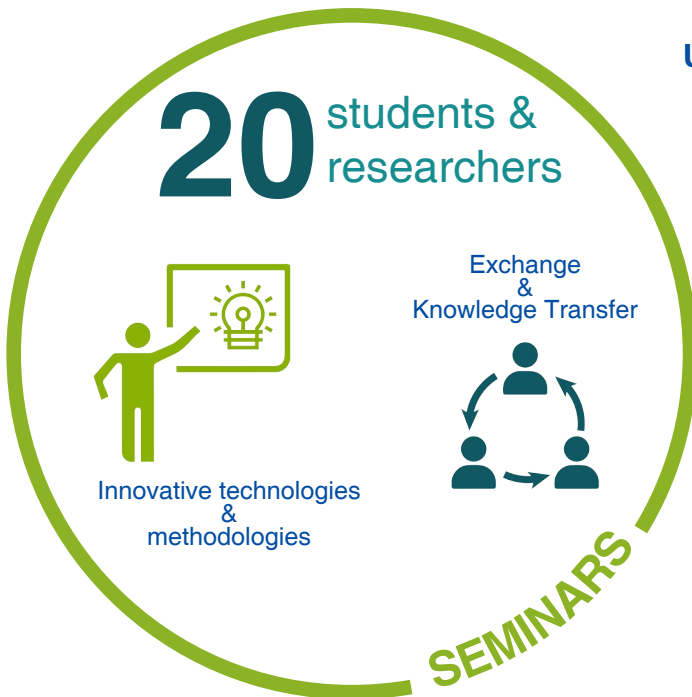 20 students &
researchers
Exchange
&
Knowledge Transfer
Innovative technologies
&
methodologies
SEMINARS